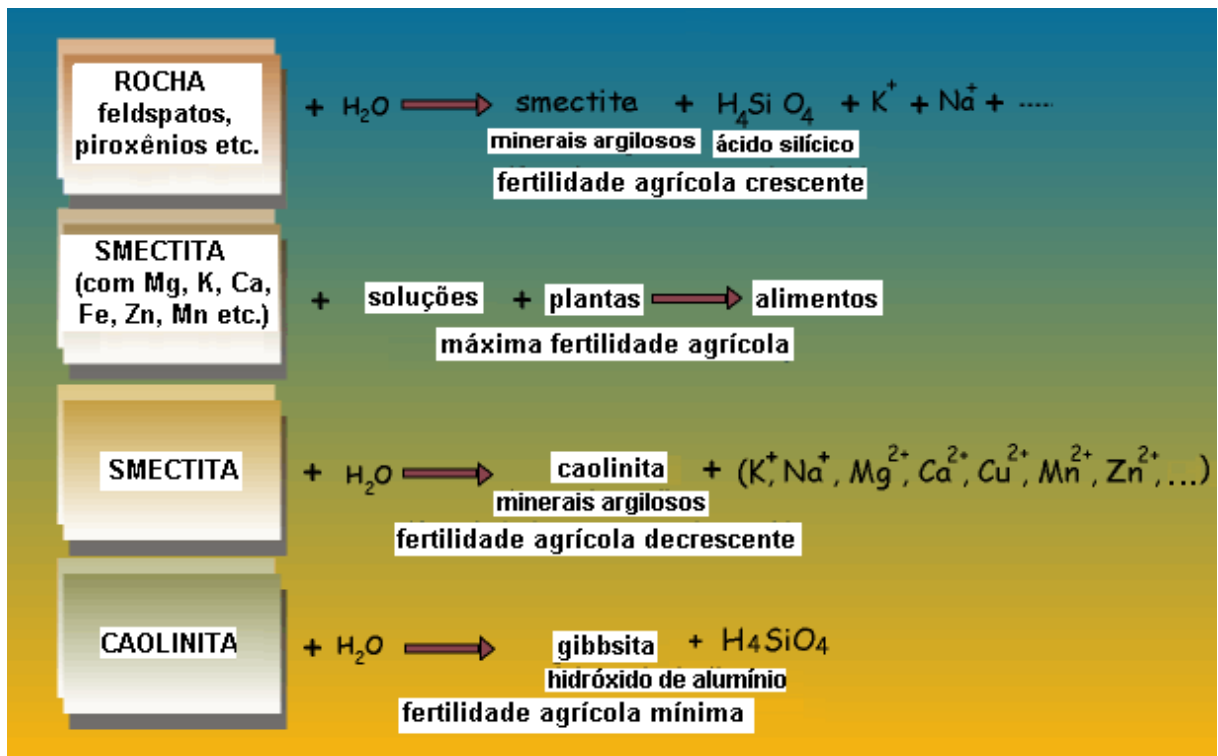 ROCHA
feldspatos,
piroxênios etc.
+ H₂O → smectite + H₄Si O₄ + K⁺ + Na⁺ + .....
minerais argilosos ácido silícico
fertilidade agrícola crescente
SMECTITA
(com Mg, K, Ca,
Fe, Zn, Mn etc.)
+ soluções + plantas → alimentos
máxima fertilidade agrícola
SMECTITA
+ H₂O → caolinita + (K⁺, Na⁺, Mg²⁺, Ca²⁺, Cu²⁺, Mn²⁺, Zn²⁺, ...)
minerais argilosos
fertilidade agrícola decrescente
CAOLINITA
+ H₂O → gibbsita + H4SiO4
hidróxido de alumínio
fertilidade agrícola mínima